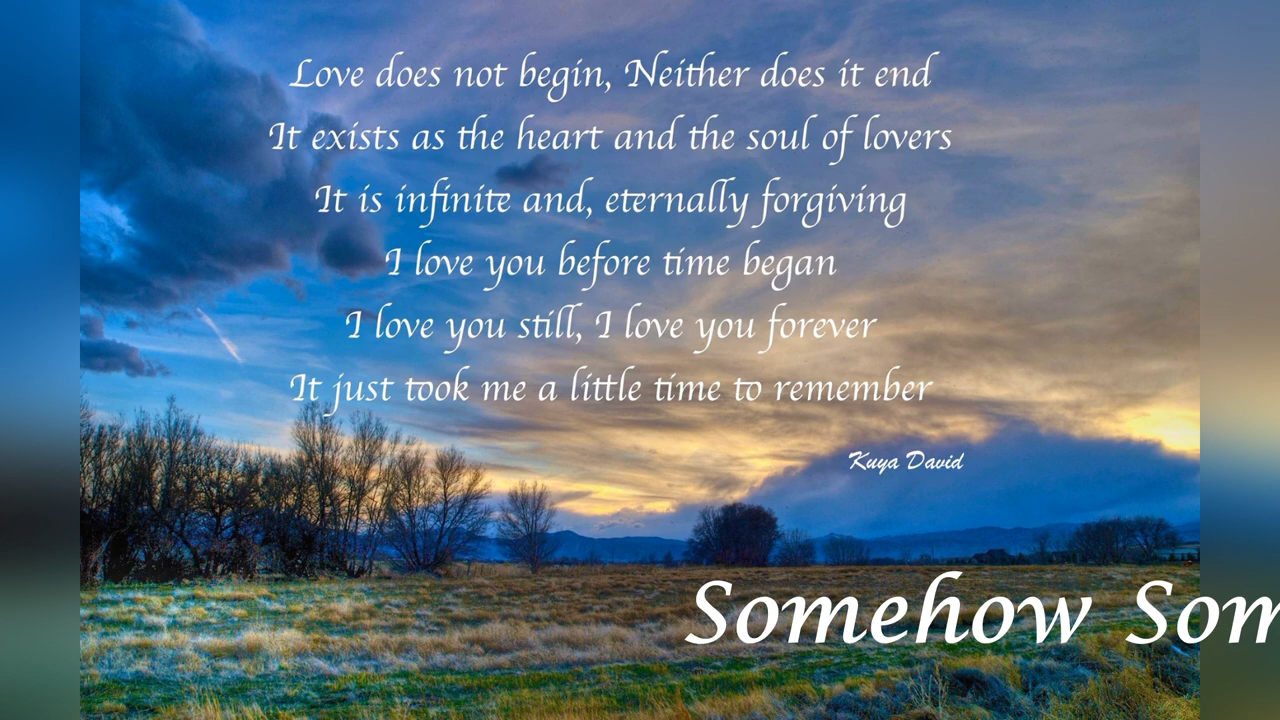 Love does not begin, Neither does it end
It exists as the heart and the soul of lovers
It is infinite and, eternally forgiving
I love you before time began
I love you still, I love you forever
It just took me a little time to remember
Kuya David
Somehow Som